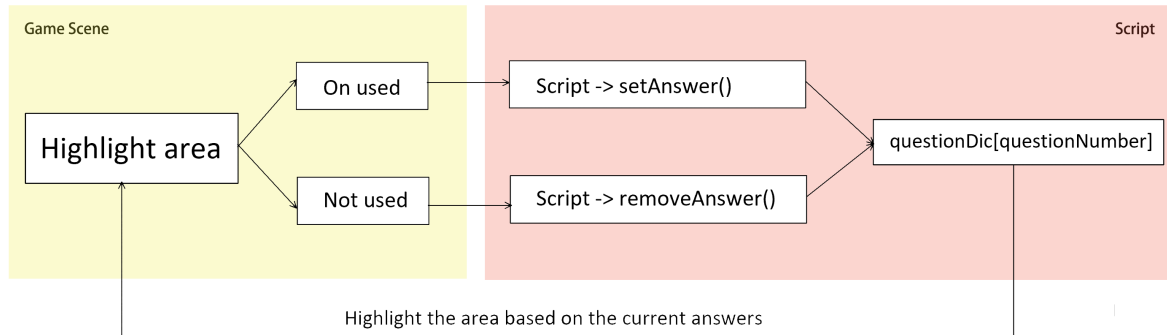 Game Scene
Script
On used
Script -> setAnswer()
Highlight area
questionDic[questionNumber]
Not used
Script -> removeAnswer()
Highlight the area based on the current answers